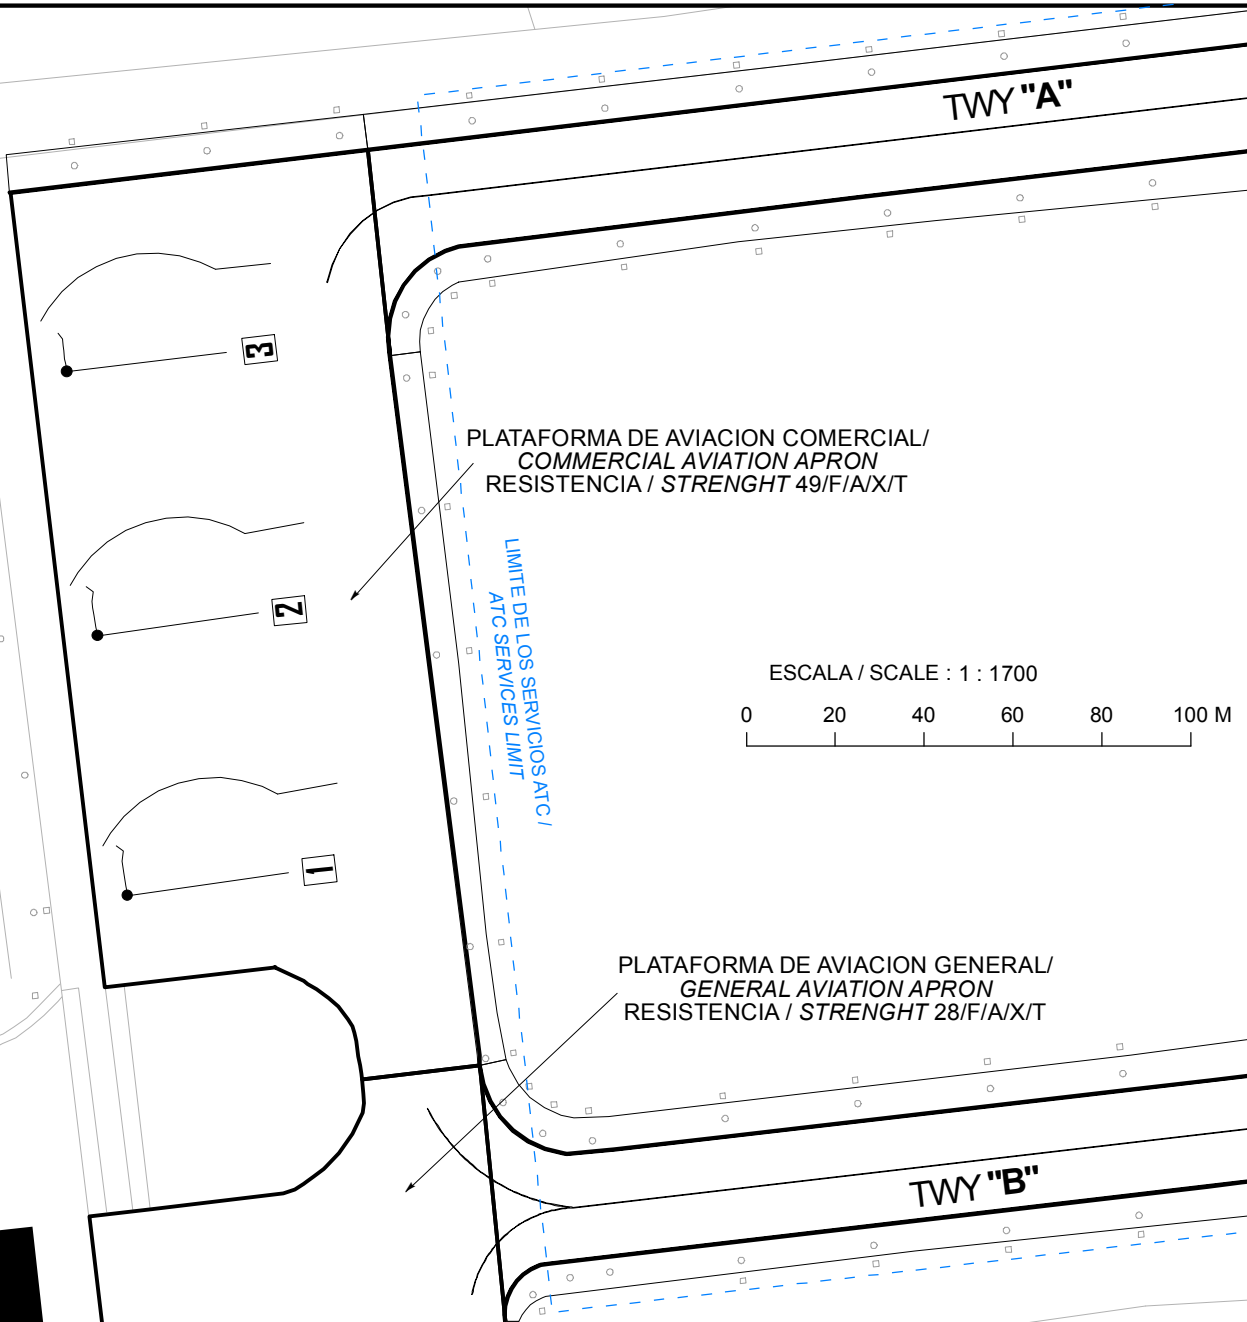 TWY "A"
3
PLATAFORMA DE AVIACION COMERCIAL/
COMMERCIAL AVIATION APRON
RESISTENCIA / STRENGHT 49/F/A/X/T
2
LIMITE DE LOS SERVICIOS ATC /
ATC SERVICES LIMIT
ESCALA / SCALE : 1 : 1700
0 20 40 60 80 100 M
1
PLATAFORMA DE AVIACION GENERAL/
GENERAL AVIATION APRON
RESISTENCIA / STRENGHT 28/F/A/X/T
TWY "B"